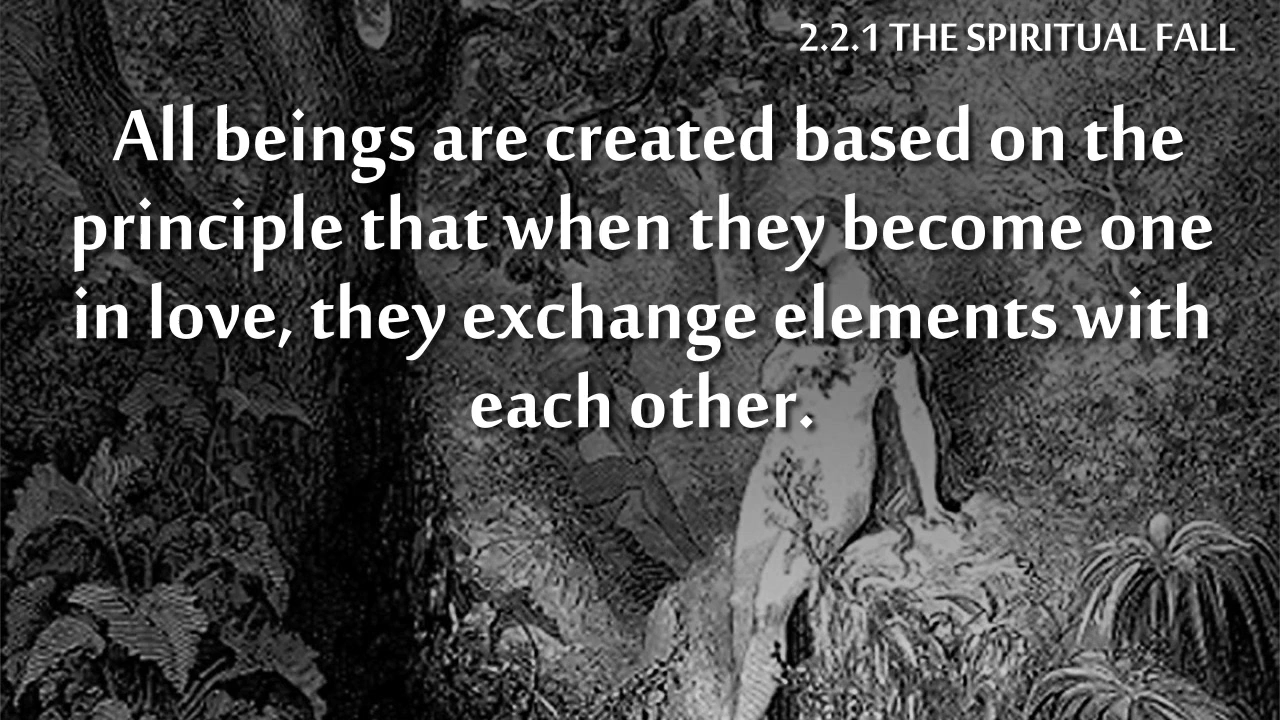 2.2.1 THE SPIRITUAL FALL
All beings are created based on the
principle that when they become one
in love, they exchange elements with
each other.